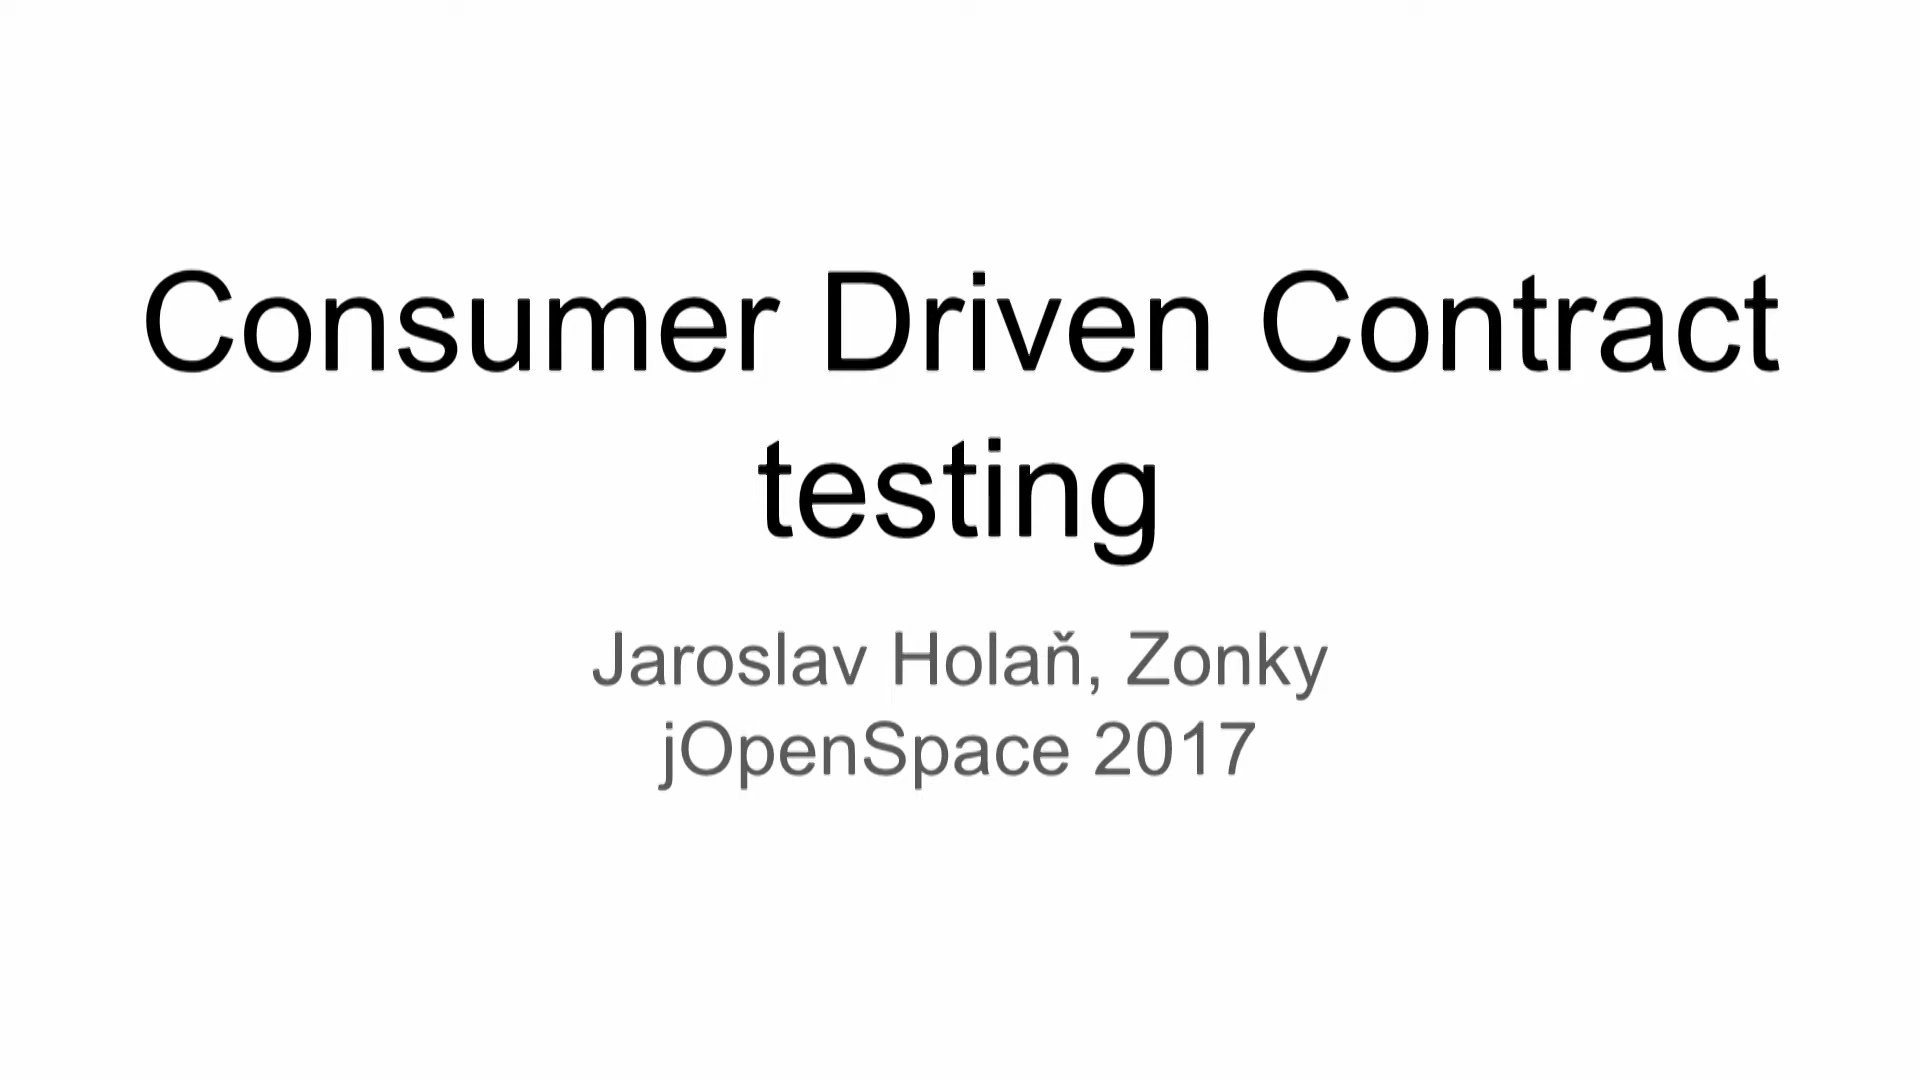 Consumer Driven Contract
testing
Jaroslav Holaň, Zonky
jOpenSpace 2017